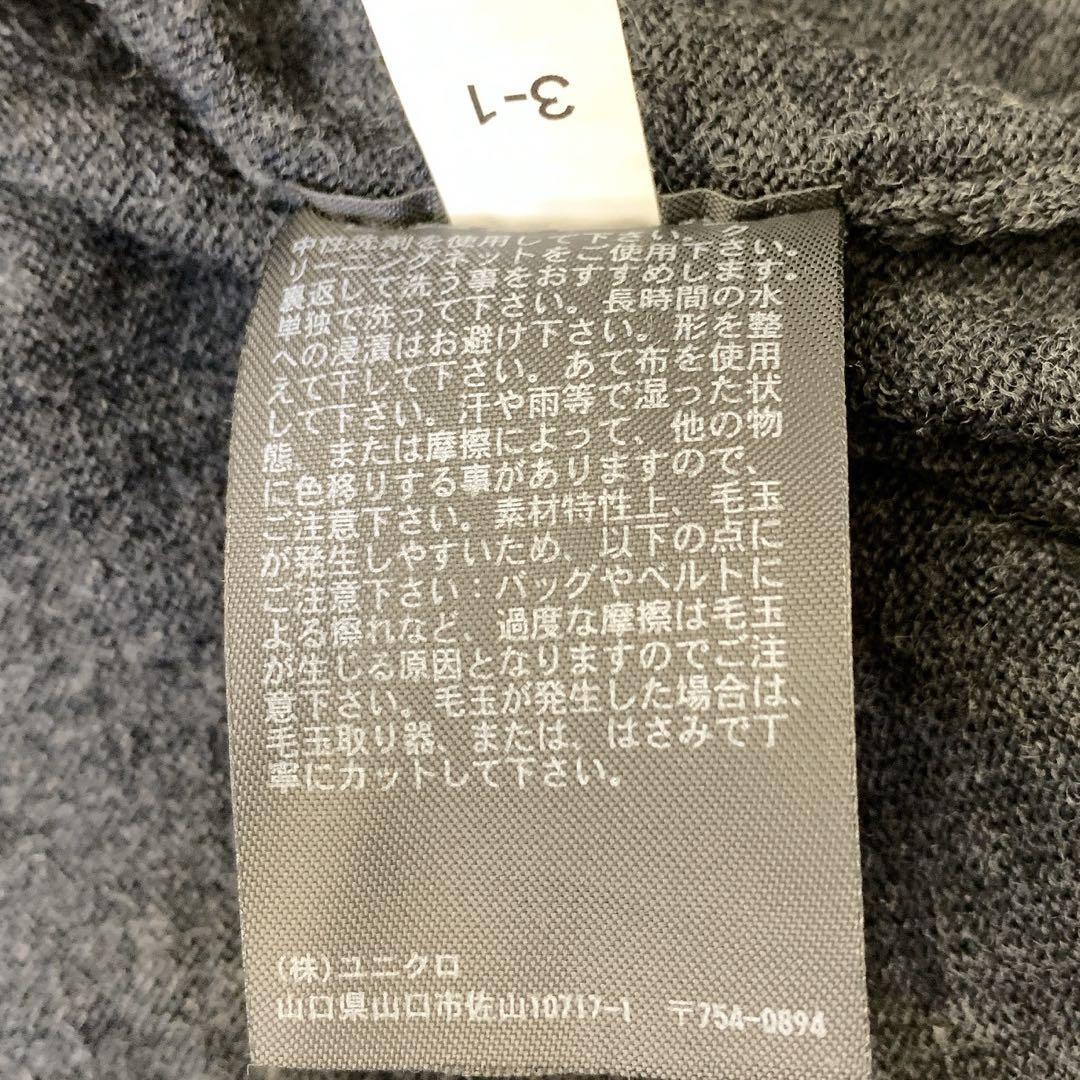 3-1
中性洗剤を使用して下さい。
リーニングネットをご使用下さい。
裏返して洗う事をおすすめします。
単独で洗って下さい。長時間の水
への浸漬はお避け下さい。形を整
えて干して下さい。あて布を使用
して下さい。汗や雨等で湿った状
態、または摩擦によって、他の物
に色移りする事がありますので、
ご注意下さい。素材特性上、毛玉
が発生しやすいため、以下の点に
ご注意下さい:バッグやベルトに
よる擦れなど、過度な摩擦は毛玉
が生じる原因となりますのでご注
意下さい。毛玉が発生した場合は、
毛玉取り器、または、はさみで丁
寧にカットして下さい。
(株)ユニクロ
山口県山口市佐山10717-1 〒754-0894